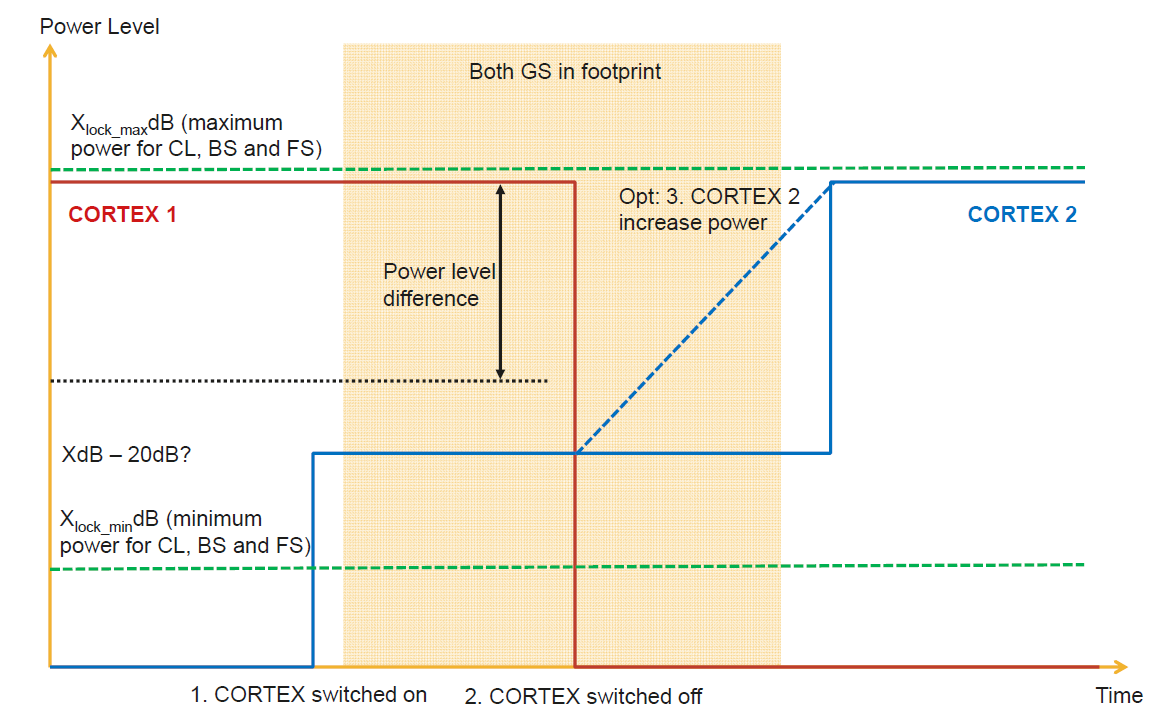 Power Level
Both GS in footprint
Xlock_maxdB (maximum
power for CL, BS and FS)
CORTEX 1
Opt: 3. CORTEX 2
increase power
CORTEX 2
Power level
difference
XdB – 20dB?
Xlock_mindB (minimum
power for CL, BS and FS)
1. CORTEX switched on
2. CORTEX switched off
Time